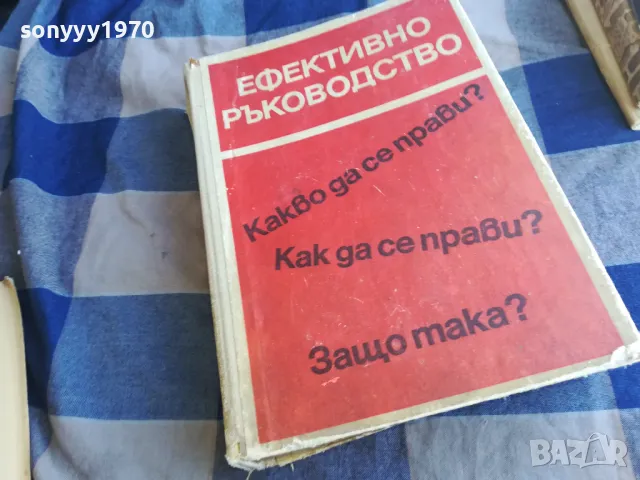 sonyyy1970
ЕФЕКТИВНО
РЪКОВОДСТВО
Какво да се прави?
Как да се прави?
Защо така?
BAZAR